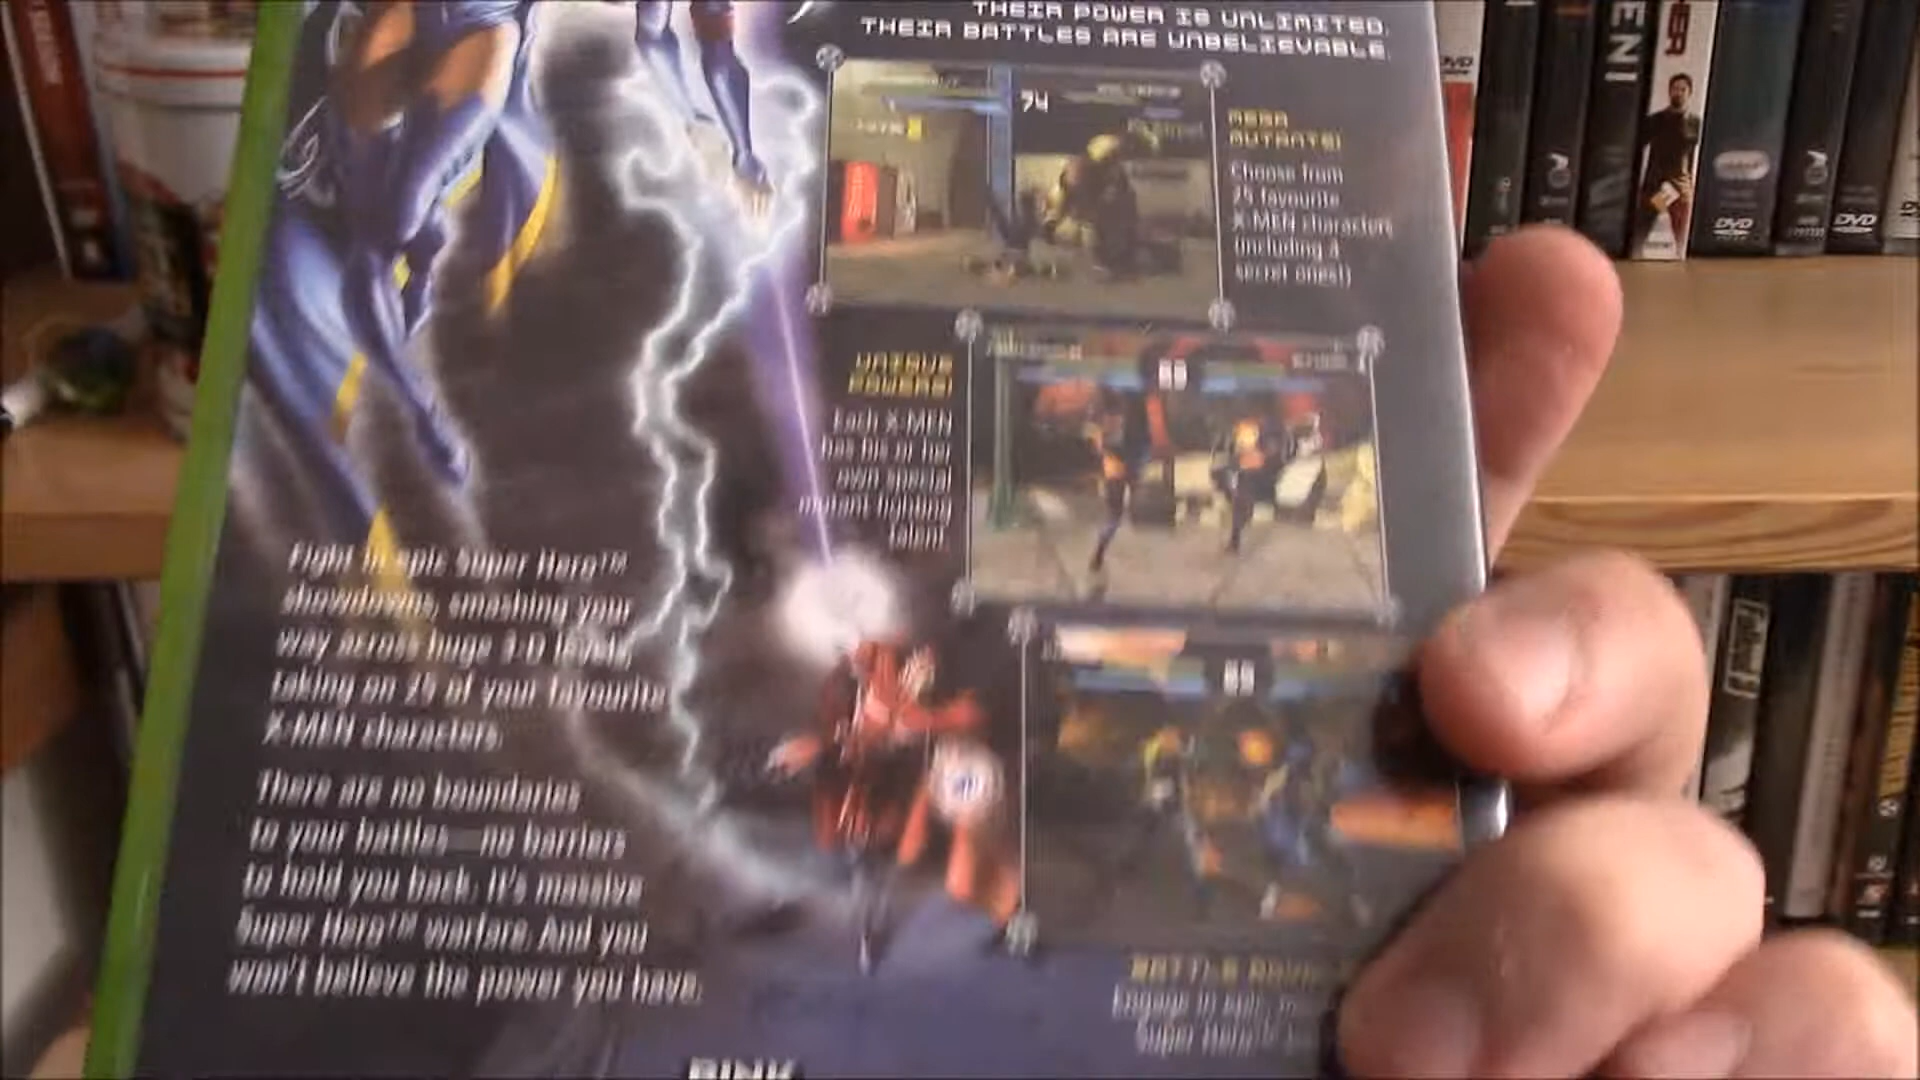 THEIR POWER IS UNLIMITED.
THEIR BATTLES ARE UNBELIEVABLE.
74
MEGA
MUTANTS!
Choose from
25 favourite
X-MEN characters
(including 4
secret ones!)
UNIQUE
POWERS!
Each X-MEN
has his or her
own special
mutant fighting
talent.
Fight in epic Super Hero™
showdowns, smashing your
way across huge 3-D levels,
taking on 25 of your favourite
X-MEN characters.
There are no boundaries
to your battles—no barriers
to hold you back. It's massive
Super Hero™ warfare. And you
won't believe the power you have.
BATTLE
Engage in epic
Super Hero™
BINK
DVD
DVD
DVD
ENI